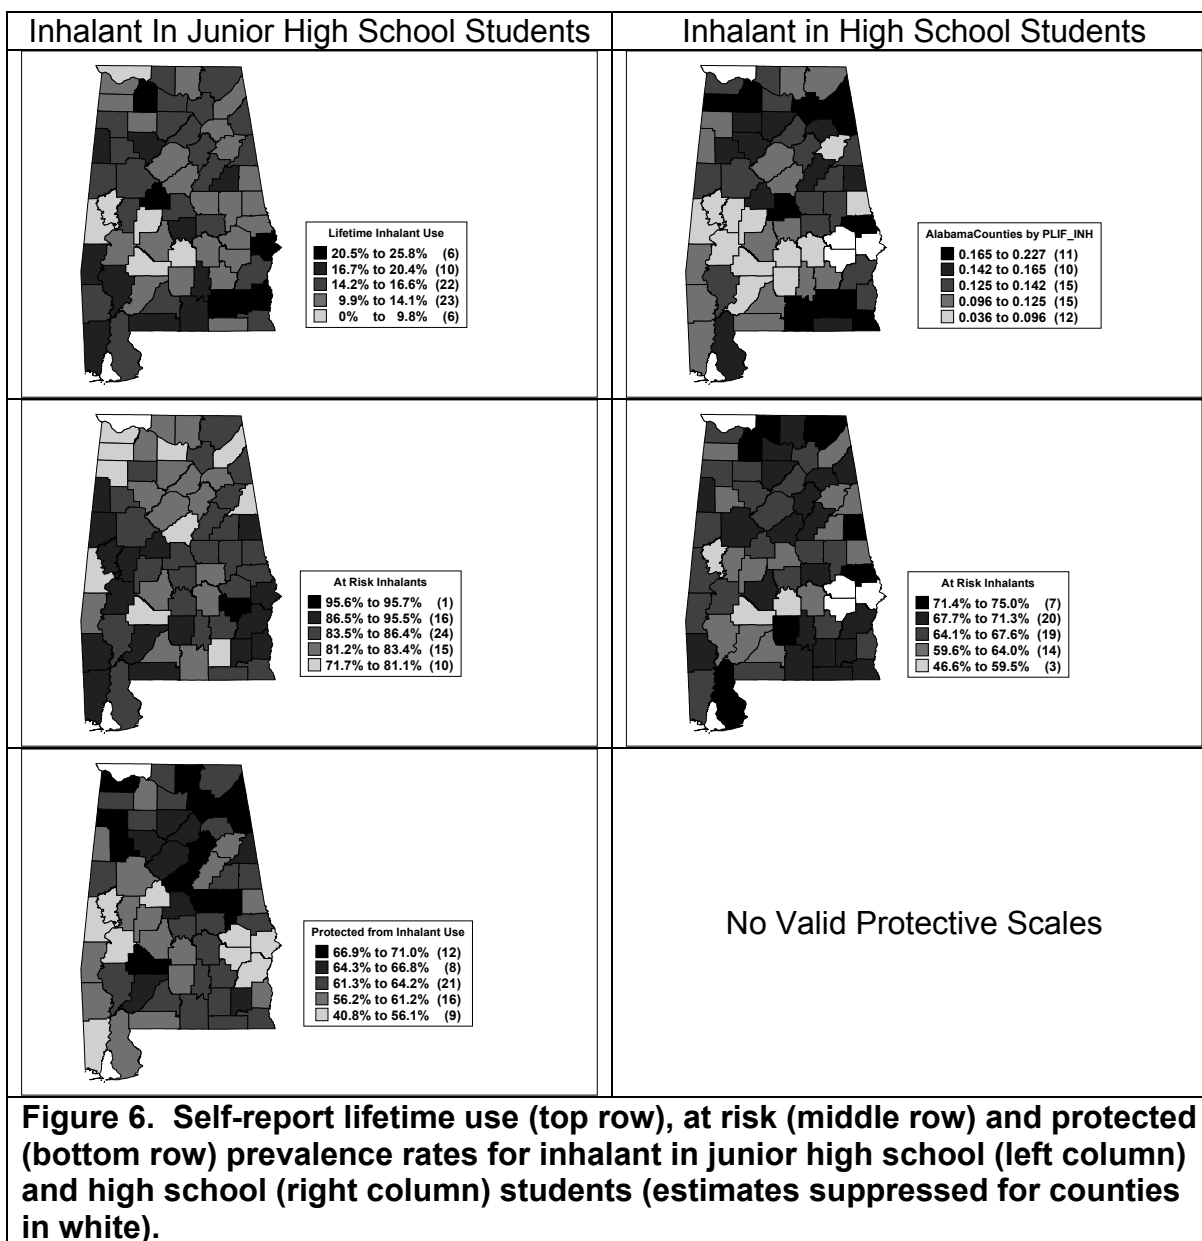 Inhalant In Junior High School Students
Inhalant in High School Students
Lifetime Inhalant Use
20.5% to 25.8% (6)
16.7% to 20.4% (10)
14.2% to 16.6% (22)
9.9% to 14.1% (23)
0% to 9.8% (6)
AlabamaCounties by PLIF_INH
0.165 to 0.227 (11)
0.142 to 0.165 (10)
0.125 to 0.142 (15)
0.096 to 0.125 (15)
0.036 to 0.096 (12)
At Risk Inhalants
95.6% to 95.7% (1)
86.5% to 95.5% (16)
83.5% to 86.4% (24)
81.2% to 83.4% (15)
71.7% to 81.1% (10)
At Risk Inhalants
71.4% to 75.0% (7)
67.7% to 71.3% (20)
64.1% to 67.6% (19)
59.6% to 64.0% (14)
46.6% to 59.5% (3)
Protected from Inhalant Use
66.9% to 71.0% (12)
64.3% to 66.8% (8)
61.3% to 64.2% (21)
56.2% to 61.2% (16)
40.8% to 56.1% (9)
No Valid Protective Scales
Figure 6. Self-report lifetime use (top row), at risk (middle row) and protected
(bottom row) prevalence rates for inhalant in junior high school (left column)
and high school (right column) students (estimates suppressed for counties
in white).